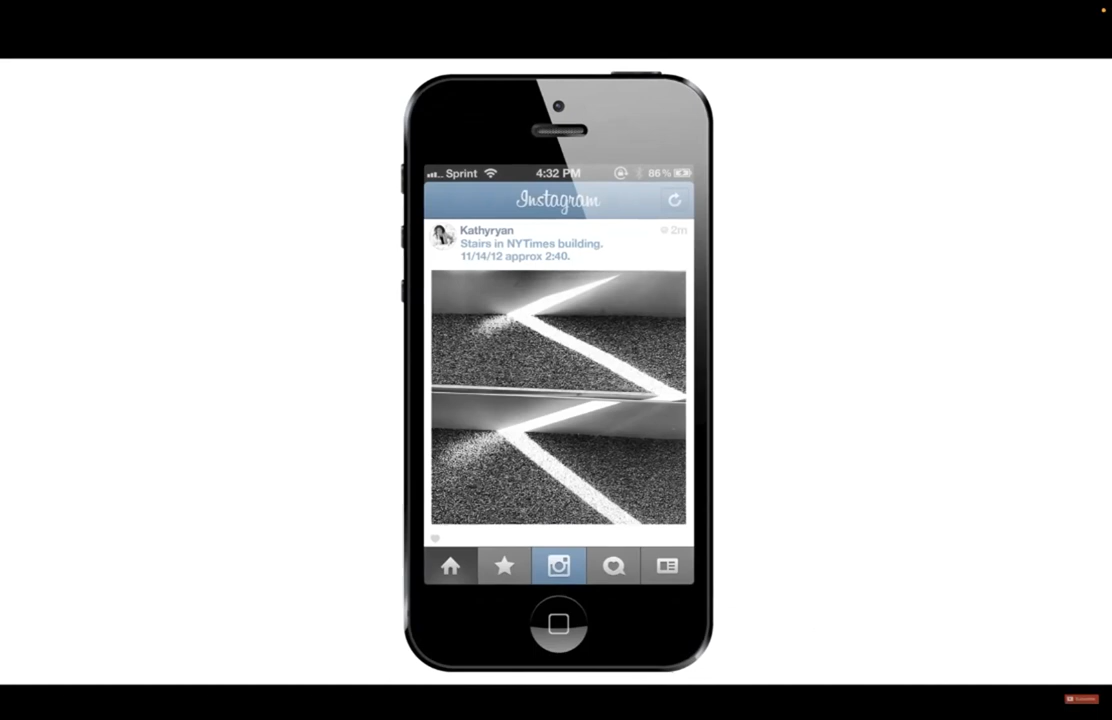 Sprint 4:32 PM 86%
Instagram
Kathyryan 2m
Stairs in NYTimes building.
11/14/12 approx 2:40.